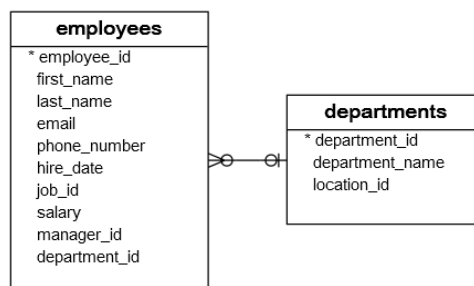 employees
* employee_id
first_name
last_name
email
phone_number
hire_date
job_id
salary
manager_id
department_id
departments
* department_id
department_name
location_id